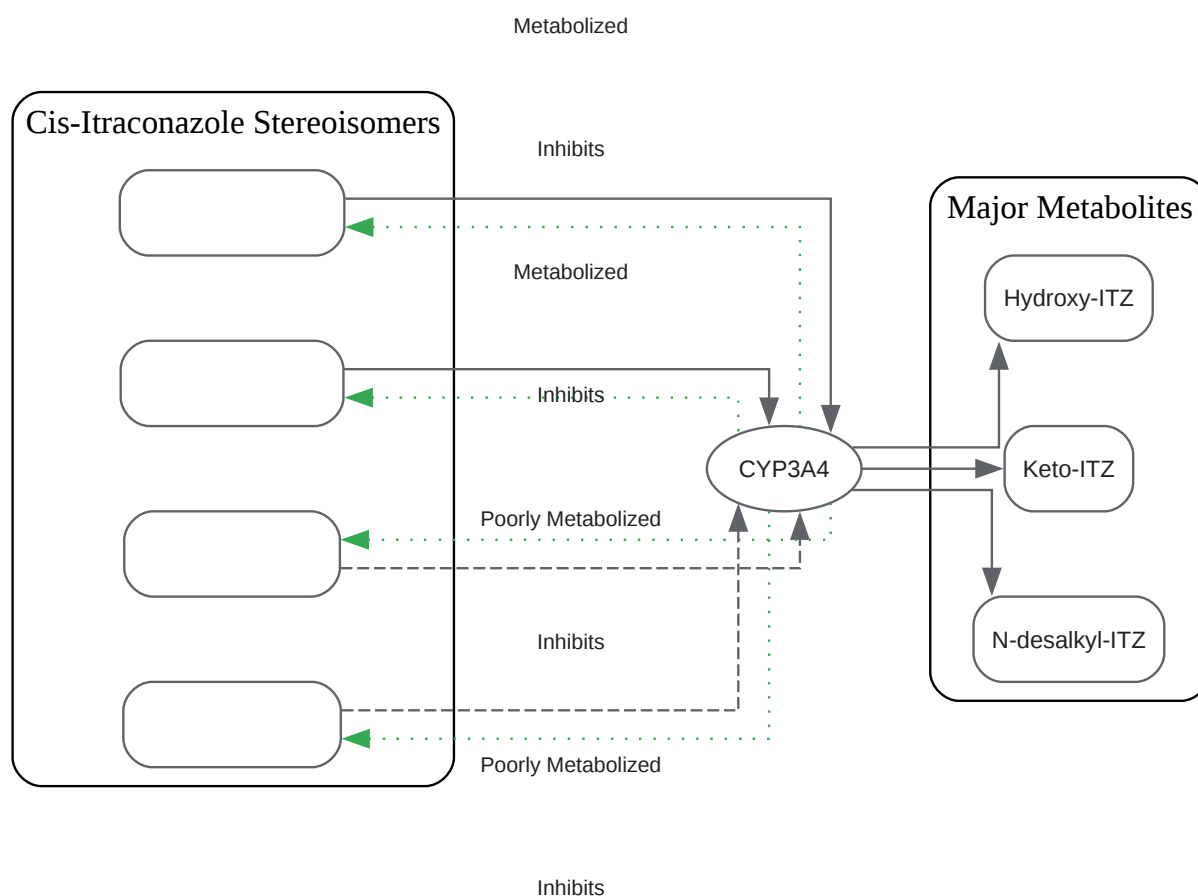 Metabolized
Cis-Itraconazole Stereoisomers
Inhibits
Major Metabolites
Metabolized
Hydroxy-ITZ
Inhibits
CYP3A4
Keto-ITZ
Poorly Metabolized
Inhibits
N-desalkyl-ITZ
Poorly Metabolized
Inhibits